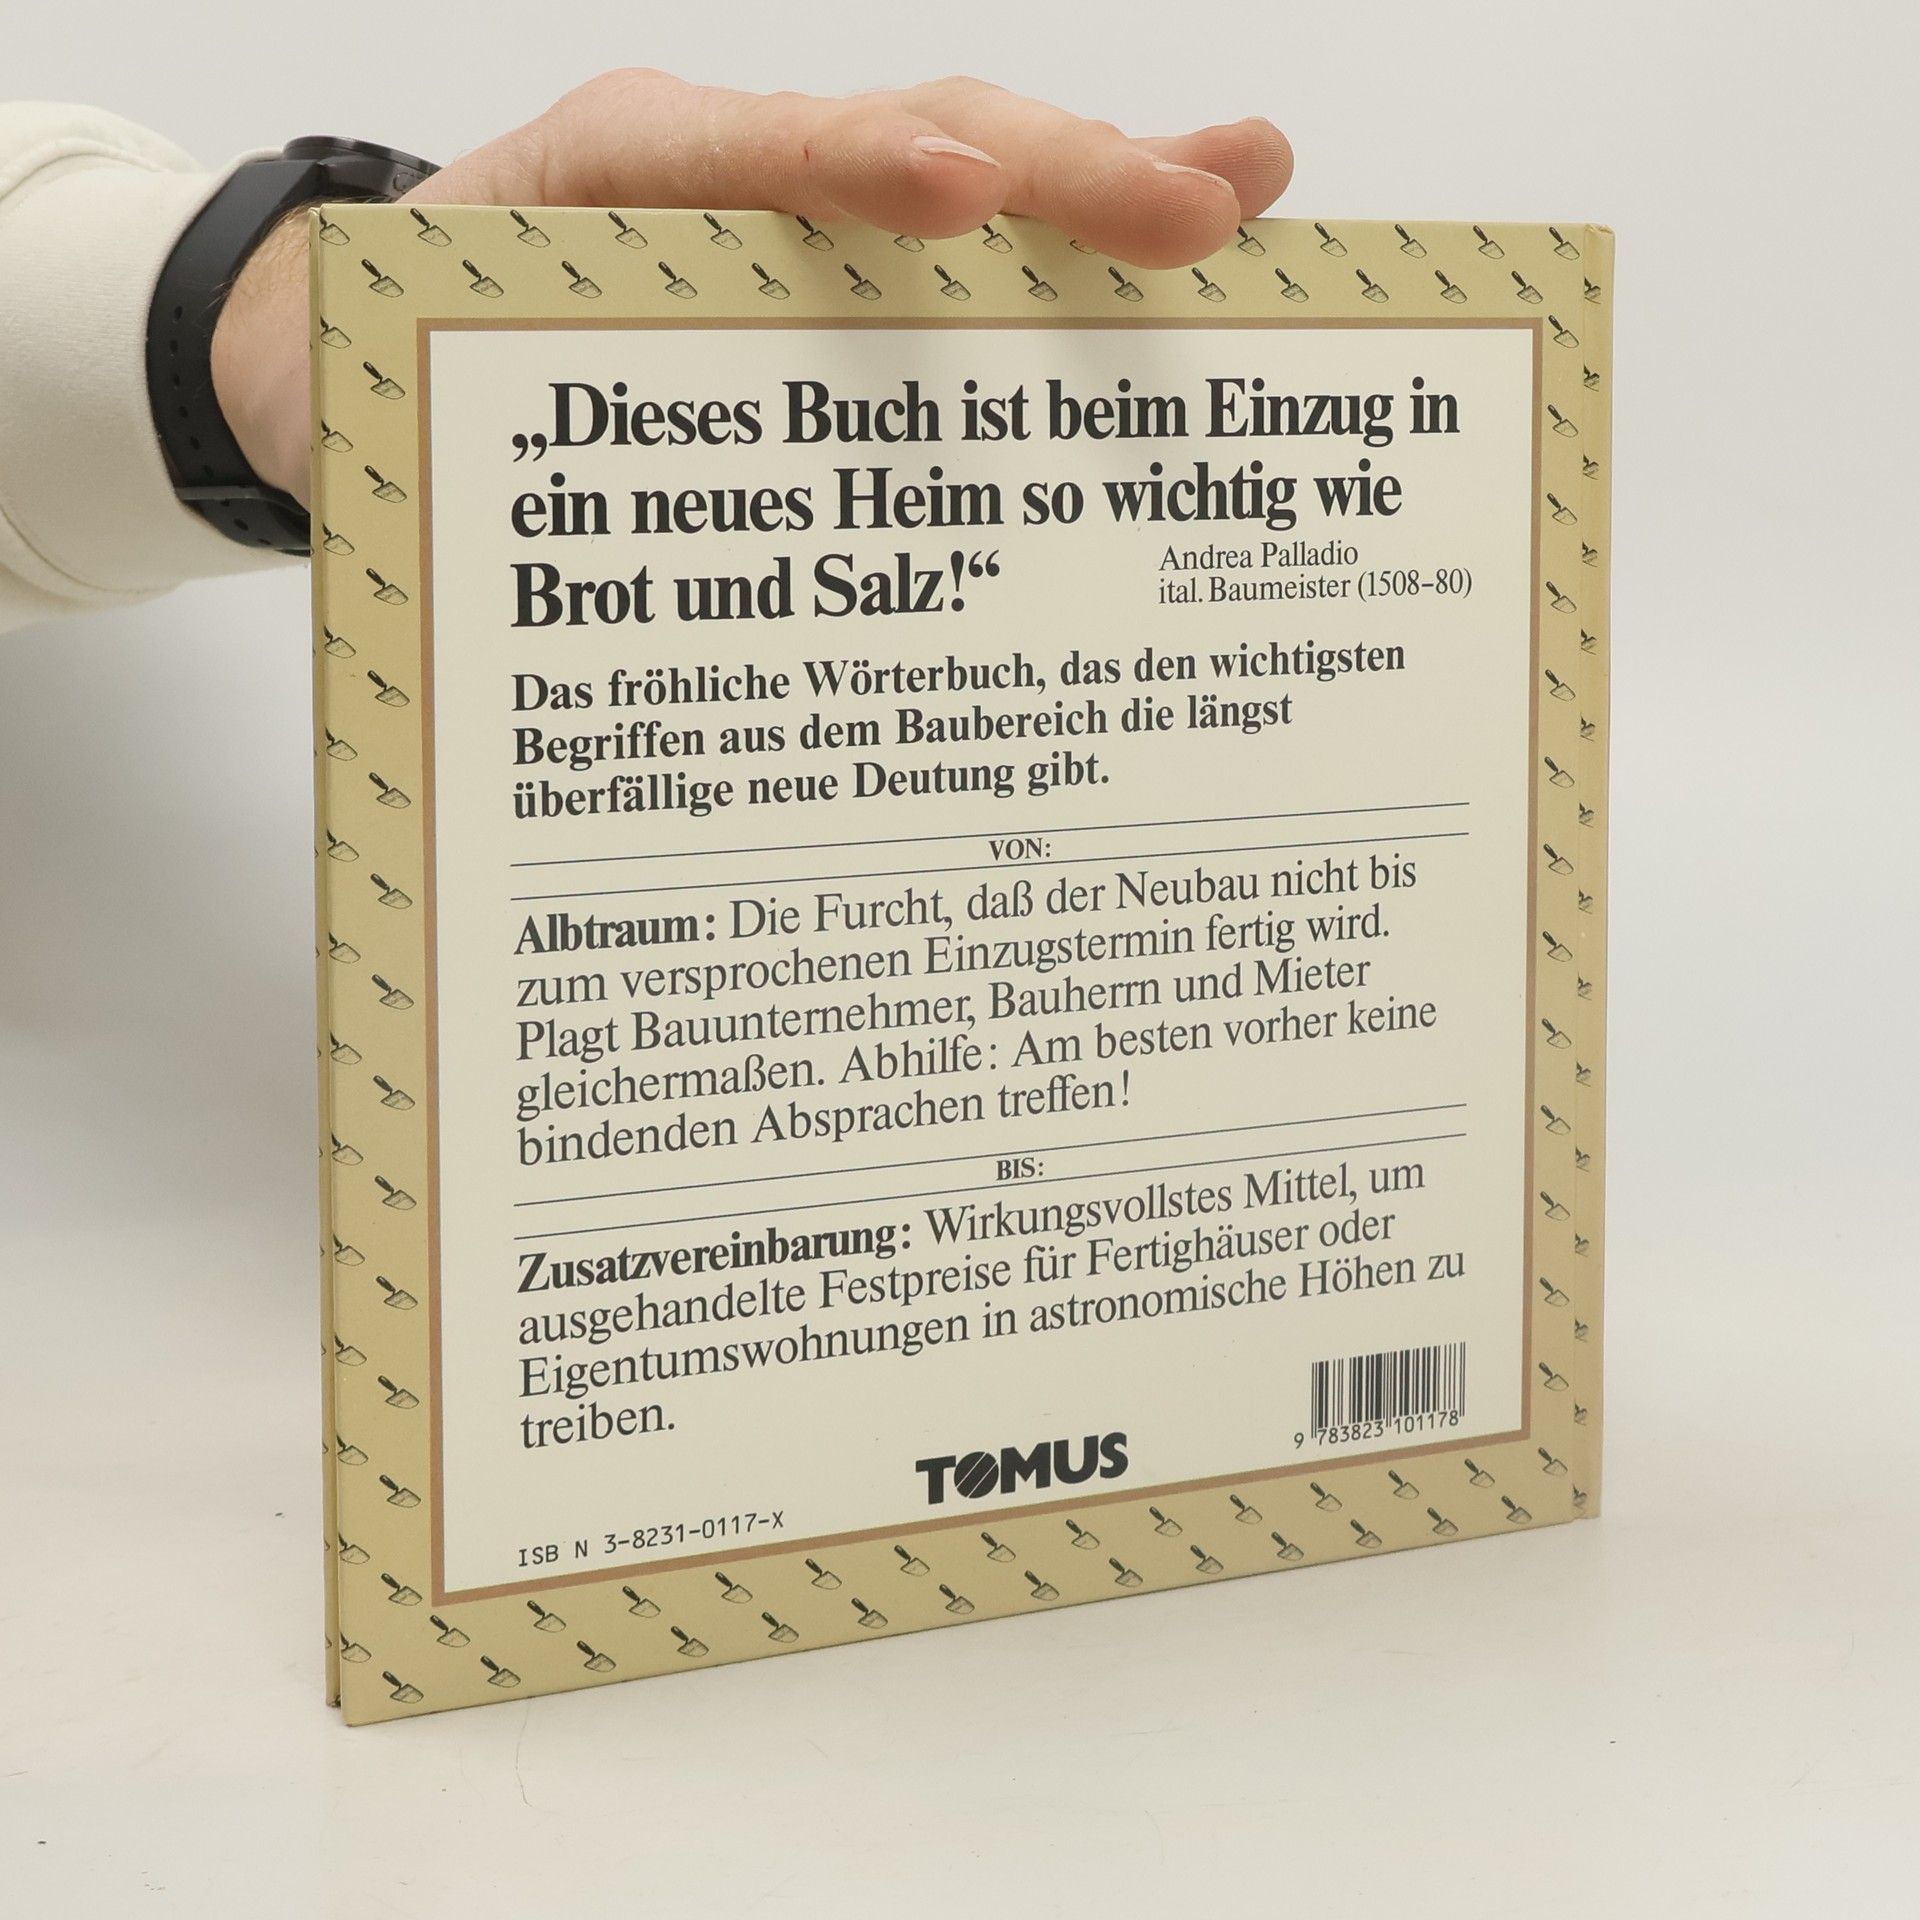 „Dieses Buch ist beim Einzug in
ein neues Heim so wichtig wie
Brot und Salz!“
Andrea Palladio
ital. Baumeister (1508-80)
Das fröhliche Wörterbuch, das den wichtigsten
Begriffen aus dem Baubereich die längst
überfällige neue Deutung gibt.
VON:
Albtraum: Die Furcht, daß der Neubau nicht bis
zum versprochenen Einzugstermin fertig wird.
Plagt Bauunternehmer, Bauherrn und Mieter
gleichermaßen. Abhilfe: Am besten vorher keine
bindenden Absprachen treffen!
BIS:
Zusatzvereinbarung: Wirkungsvollstes Mittel, um
ausgehandelte Festpreise für Fertighäuser oder
Eigentumswohnungen in astronomische Höhen zu
treiben.
TOMUS
9 783823 101178
ISB N 3-8231-0117-X